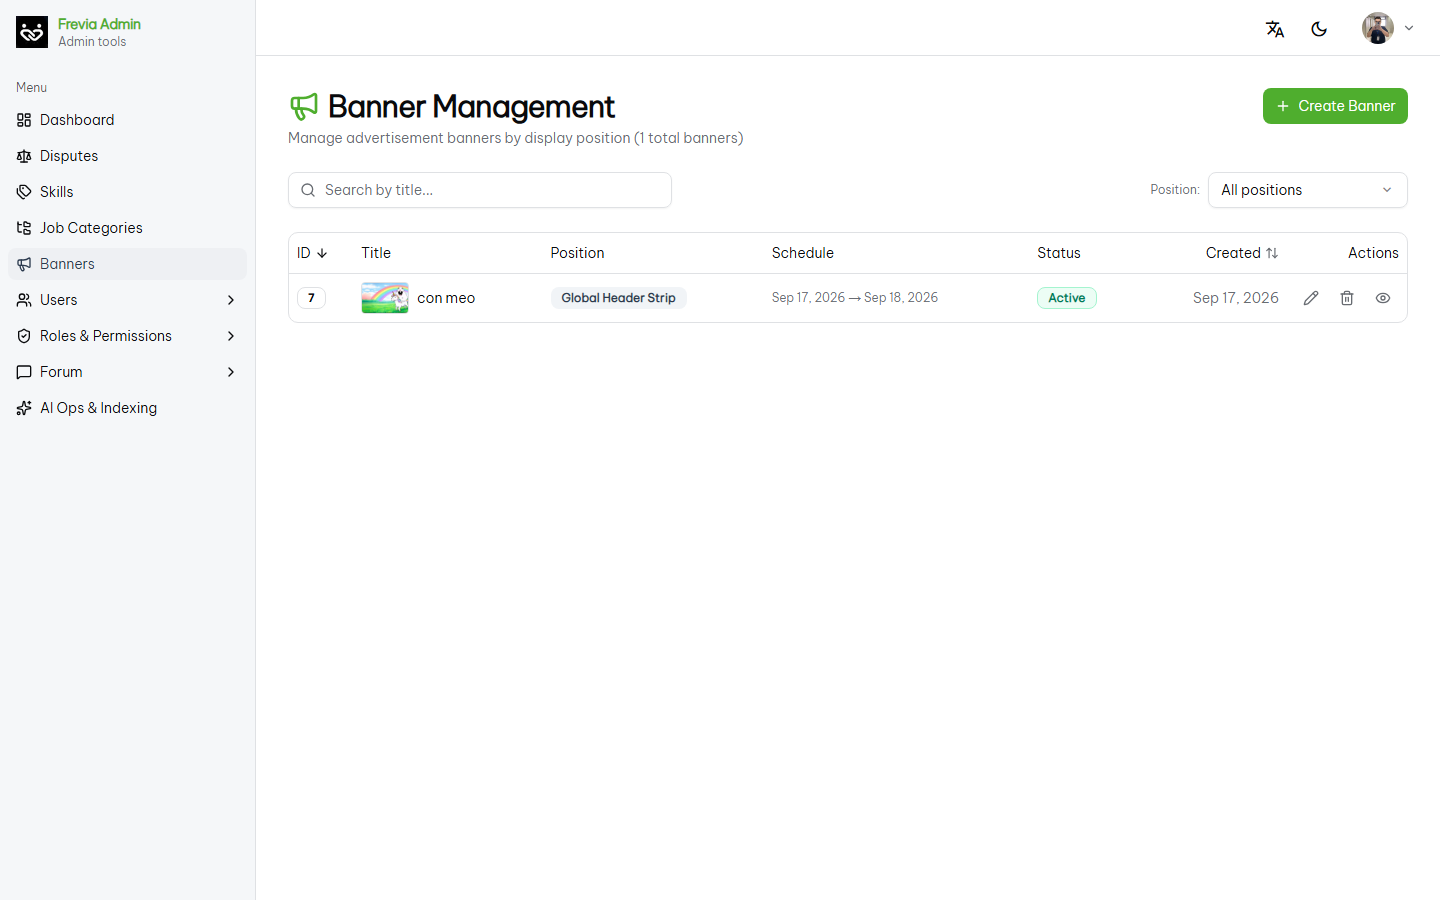 Frevia Admin
Admin tools
Menu
Dashboard
Disputes
Skills
Job Categories
Banners
Users
Roles & Permissions
Forum
AI Ops & Indexing
Banner Management
Manage advertisement banners by display position (1 total banners)
Create Banner
Search by title...
Position: All positions
ID Title Position Schedule Status Created Actions
7 con meo Global Header Strip Sep 17, 2026 → Sep 18, 2026 Active Sep 17, 2026